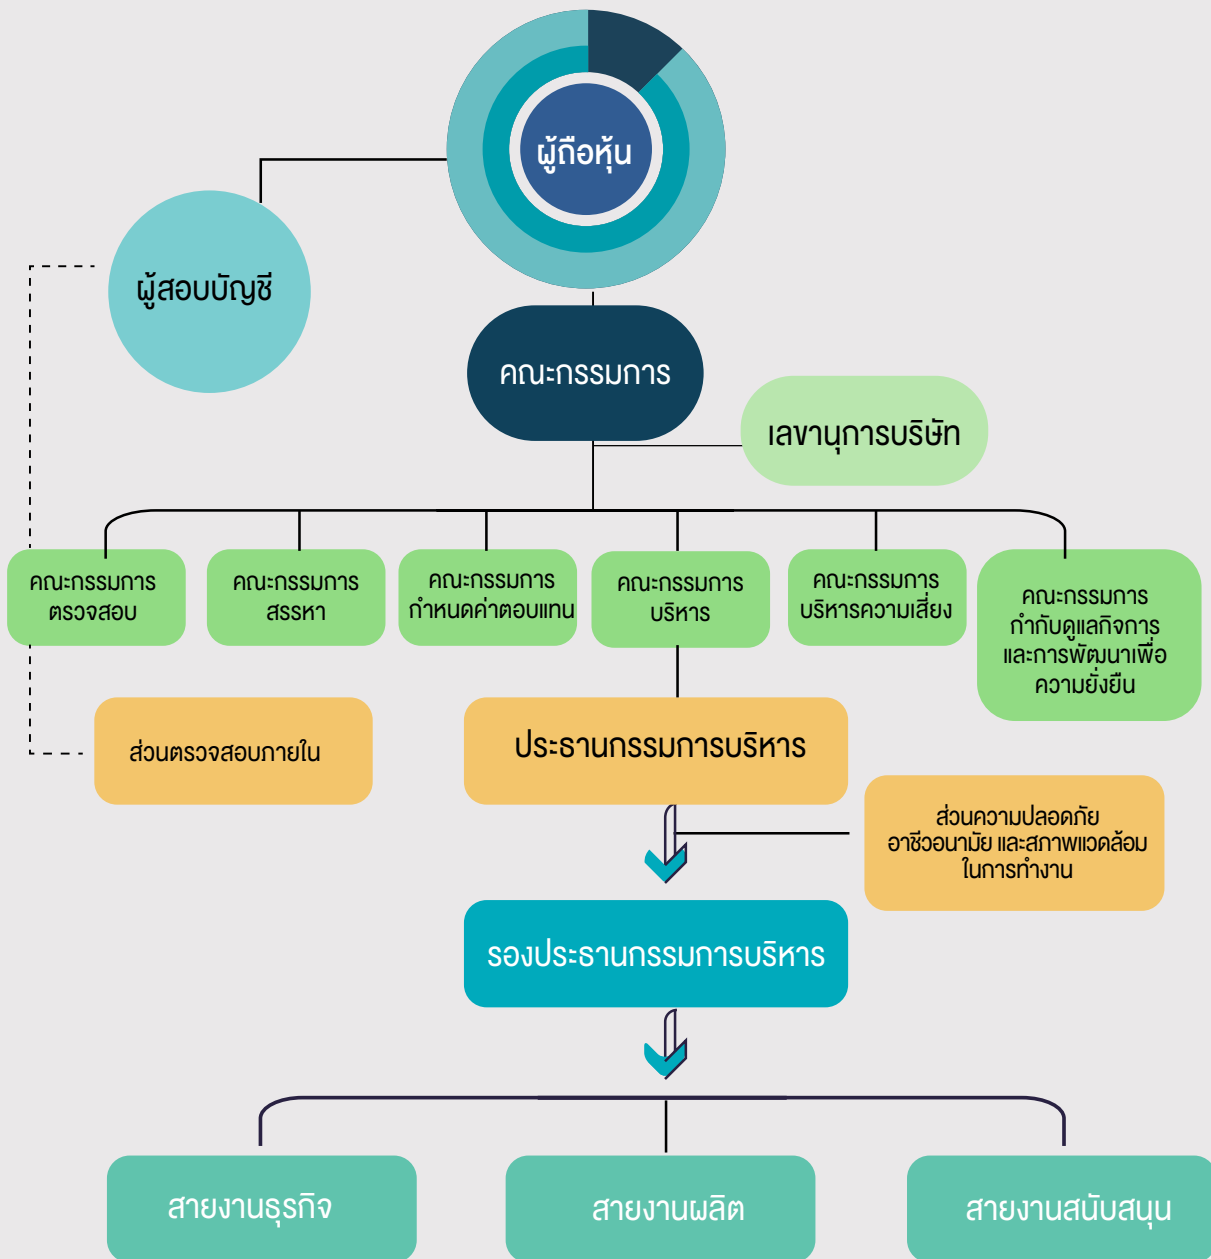 ผู้ถือหุ้น
ผู้สอบบัญชี
คณะกรรมการ
เลขานุการบริษัท
คณะกรรมการ
ตรวจสอบ
คณะกรรมการ
สรรหา
คณะกรรมการ
กำหนดค่าตอบแทน
คณะกรรมการ
บริหาร
คณะกรรมการ
บริหารความเสี่ยง
คณะกรรมการ
กำกับดูแลกิจการ
และการพัฒนาเพื่อ
ความยั่งยืน
ส่วนตรวจสอบภายใน
ประธานกรรมการบริหาร
ส่วนความปลอดภัย
อาชีวอนามัย และสภาพแวดล้อม
ในการทำงาน
รองประธานกรรมการบริหาร
สายงานธุรกิจ
สายงานผลิต
สายงานสนับสนุน